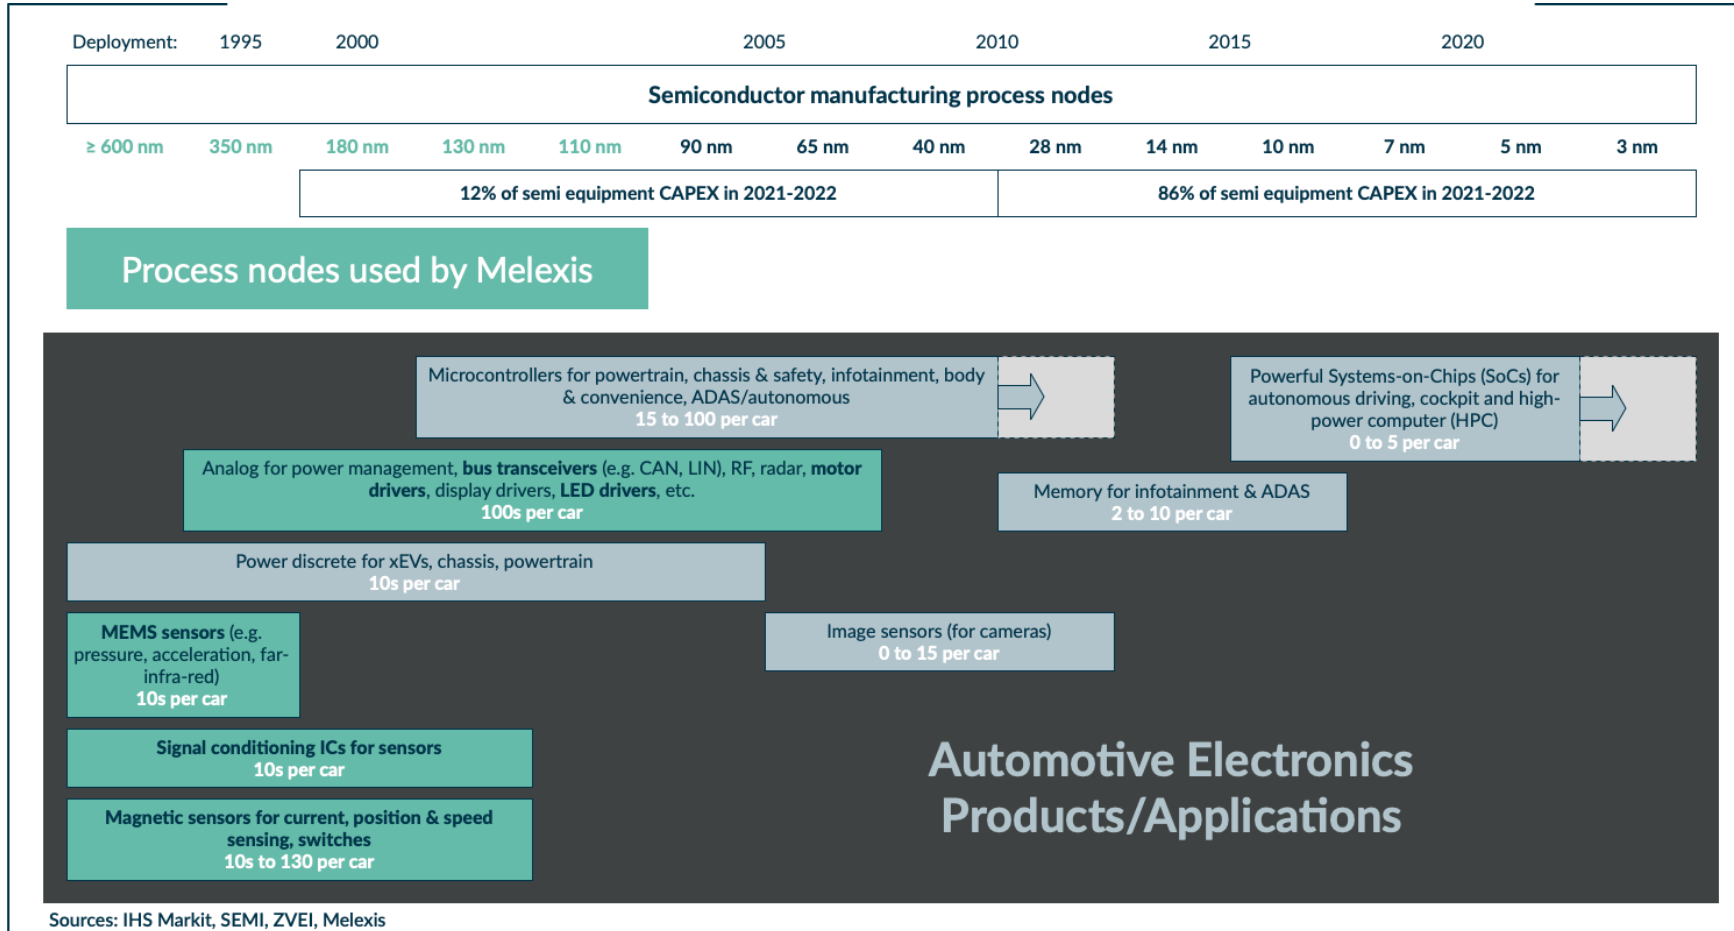 Deployment: 1995 2000 2005 2010 2015 2020
Semiconductor manufacturing process nodes
≥ 600 nm 350 nm 180 nm 130 nm 110 nm 90 nm 65 nm 40 nm 28 nm 14 nm 10 nm 7 nm 5 nm 3 nm
12% of semi equipment CAPEX in 2021-2022 86% of semi equipment CAPEX in 2021-2022
Process nodes used by Melexis
Microcontrollers for powertrain, chassis & safety, infotainment, body
& convenience, ADAS/autonomous
15 to 100 per car
Powerful Systems-on-Chips (SoCs) for
autonomous driving, cockpit and high-
power computer (HPC)
0 to 5 per car
Analog for power management, bus transceivers (e.g. CAN, LIN), RF, radar, motor
drivers, display drivers, LED drivers, etc.
100s per car
Memory for infotainment & ADAS
2 to 10 per car
Power discrete for xEVs, chassis, powertrain
10s per car
MEMS sensors (e.g.
pressure, acceleration, far-
infra-red)
10s per car
Image sensors (for cameras)
0 to 15 per car
Signal conditioning ICs for sensors
10s per car
Magnetic sensors for current, position & speed
sensing, switches
10s to 130 per car
Automotive Electronics
Products/Applications
Sources: IHS Markit, SEMI, ZVEI, Melexis